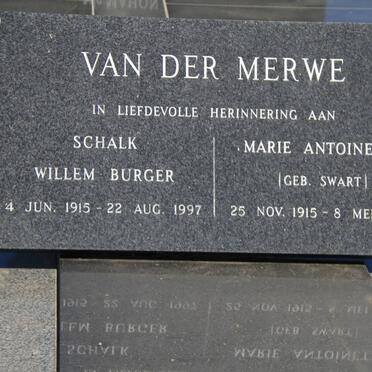 VAN DER MERWE
IN LIEFDEVOLLE HERINNERING AAN
SCHALK
WILLEM BURGER
4 JUN. 1915 - 22 AUG. 1997
MARIE ANTOINE
(GEB. SWART)
25 NOV. 1915 - 8 ME